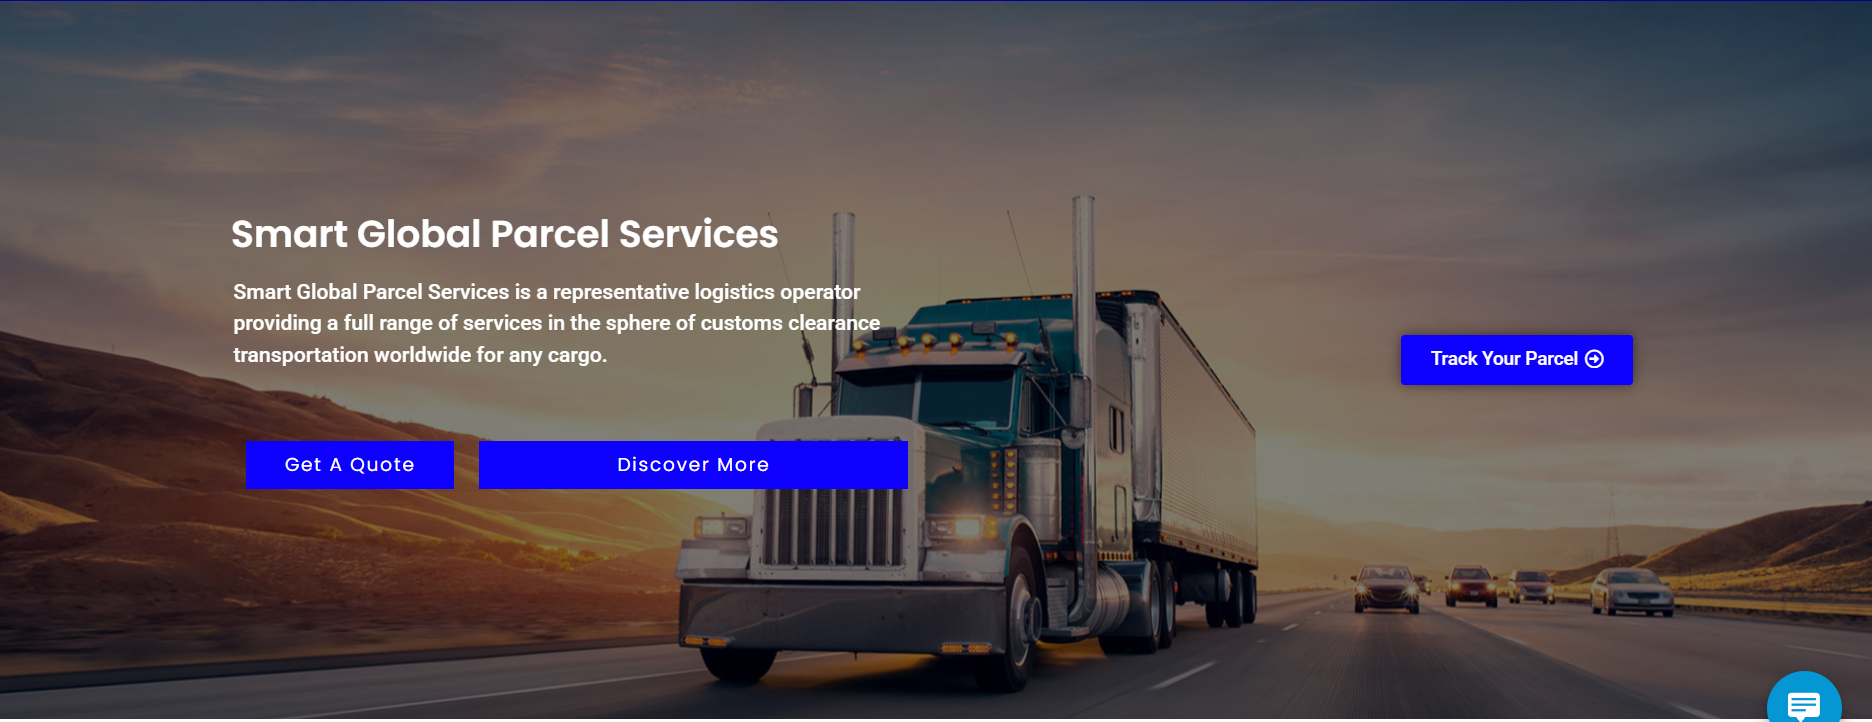 Smart Global Parcel Services
Smart Global Parcel Services is a representative logistics operator
providing a full range of services in the sphere of customs clearance
transportation worldwide for any cargo.
Track Your Parcel
Get A Quote
Discover More